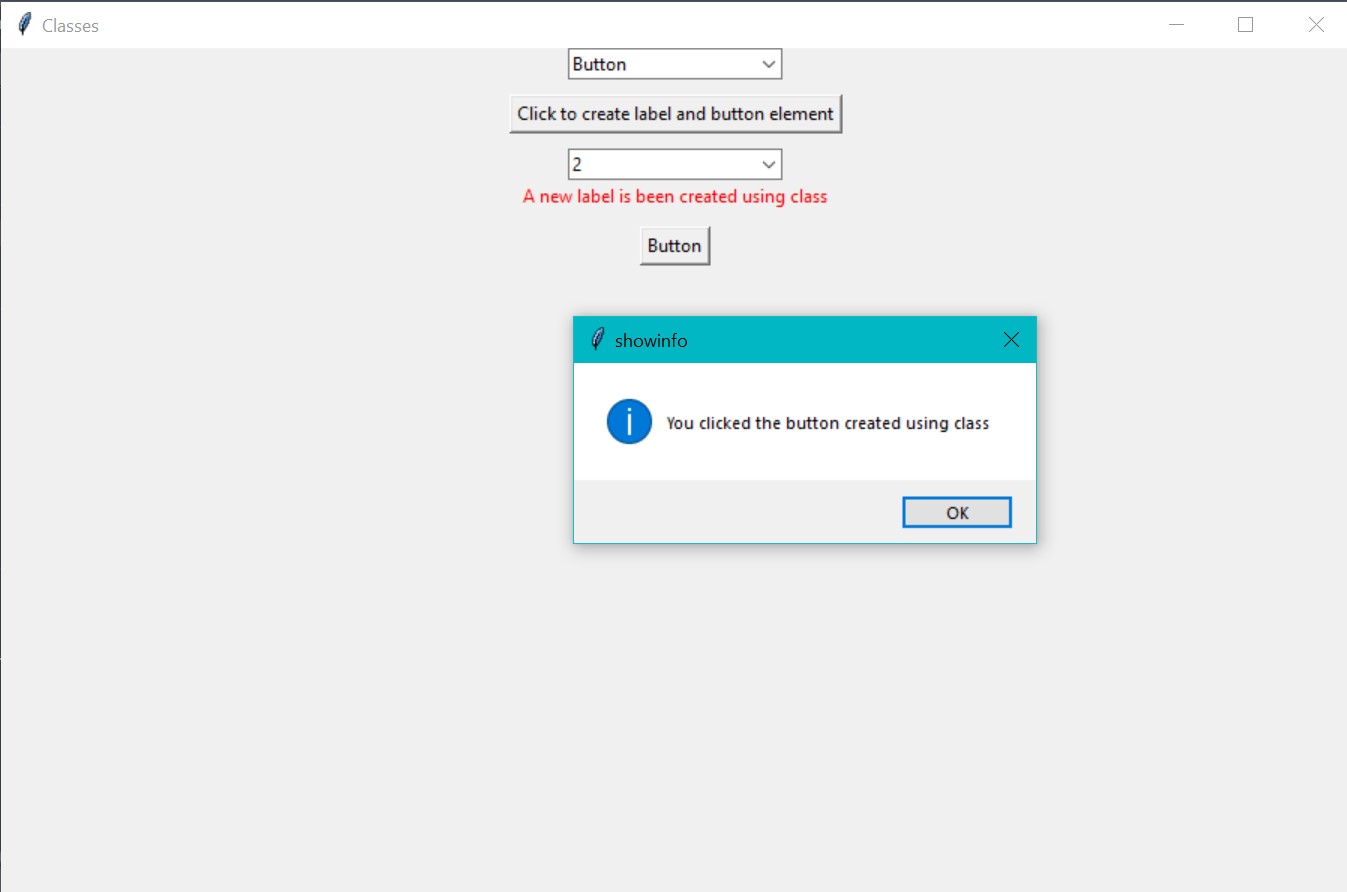 Classes
Button
Click to create label and button element
2
A new label is been created using class
Button
showinfo
You clicked the button created using class
OK